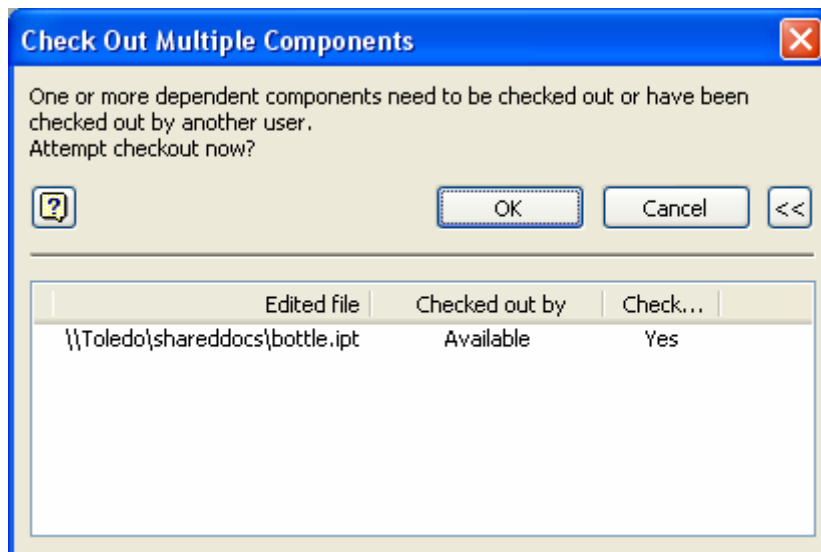 Check Out Multiple Components
One or more dependent components need to be checked out or have been
checked out by another user.
Attempt checkout now?
OK Cancel <<
Edited file Checked out by Check...
\\Toledo\shareddocs\bottle.ipt Available Yes